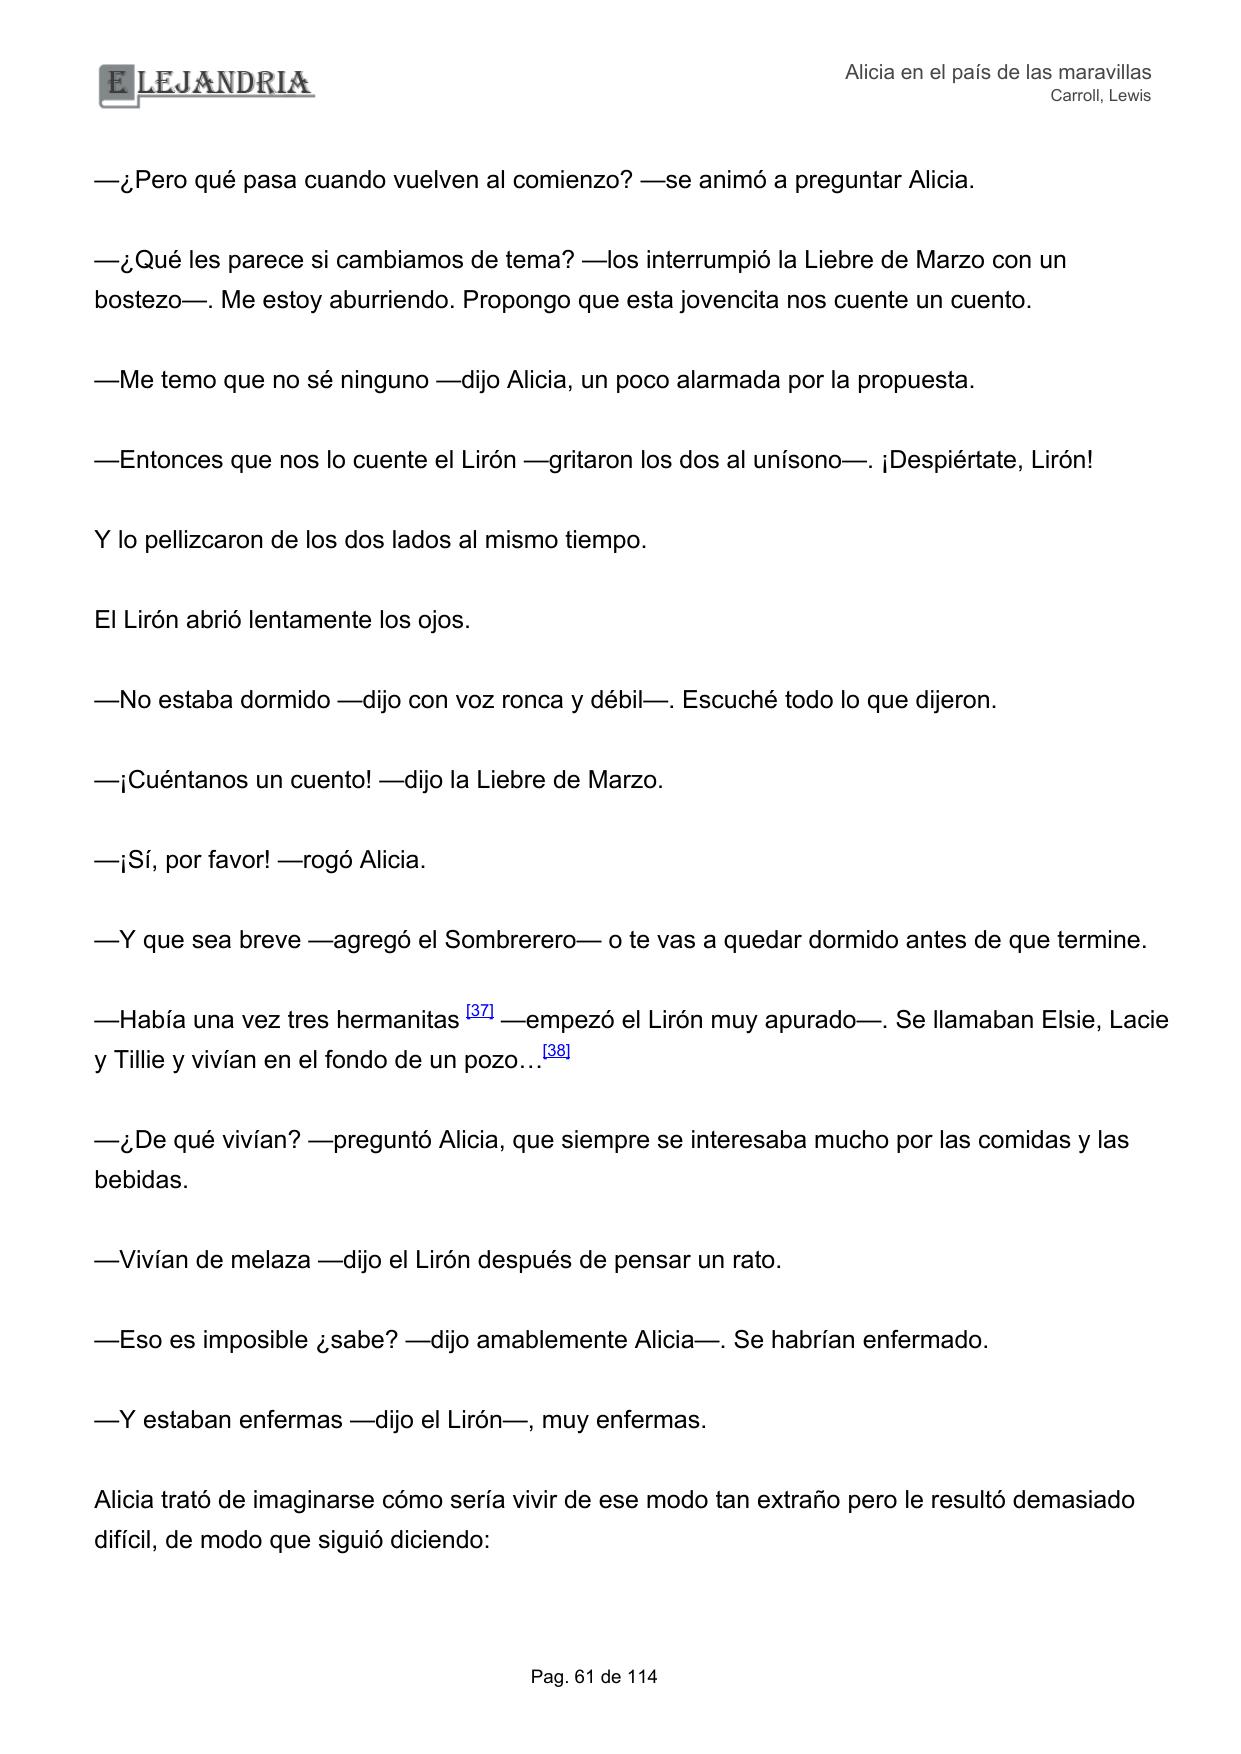 ELEJANDRIA
Alicia en el país de las maravillas
Carroll, Lewis
—¿Pero qué pasa cuando vuelven al comienzo? —se animó a preguntar Alicia.
—¿Qué les parece si cambiamos de tema? —los interrumpió la Liebre de Marzo con un
bostezo—. Me estoy aburriendo. Propongo que esta jovencita nos cuente un cuento.
—Me temo que no sé ninguno —dijo Alicia, un poco alarmada por la propuesta.
—Entonces que nos lo cuente el Lirón —gritaron los dos al unísono—. ¡Despiértate, Lirón!
Y lo pellizcaron de los dos lados al mismo tiempo.
El Lirón abrió lentamente los ojos.
—No estaba dormido —dijo con voz ronca y débil—. Escuché todo lo que dijeron.
—¡Cuéntanos un cuento! —dijo la Liebre de Marzo.
—¡Sí, por favor! —rogó Alicia.
—Y que sea breve —agregó el Sombrerero— o te vas a quedar dormido antes de que termine.
—Había una vez tres hermanitas [37] —empezó el Lirón muy apurado—. Se llamaban Elsie, Lacie
y Tillie y vivían en el fondo de un pozo…[38]
—¿De qué vivían? —preguntó Alicia, que siempre se interesaba mucho por las comidas y las
bebidas.
—Vivían de melaza —dijo el Lirón después de pensar un rato.
—Eso es imposible ¿sabe? —dijo amablemente Alicia—. Se habrían enfermado.
—Y estaban enfermas —dijo el Lirón—, muy enfermas.
Alicia trató de imaginarse cómo sería vivir de ese modo tan extraño pero le resultó demasiado
difícil, de modo que siguió diciendo:
Pag. 61 de 114